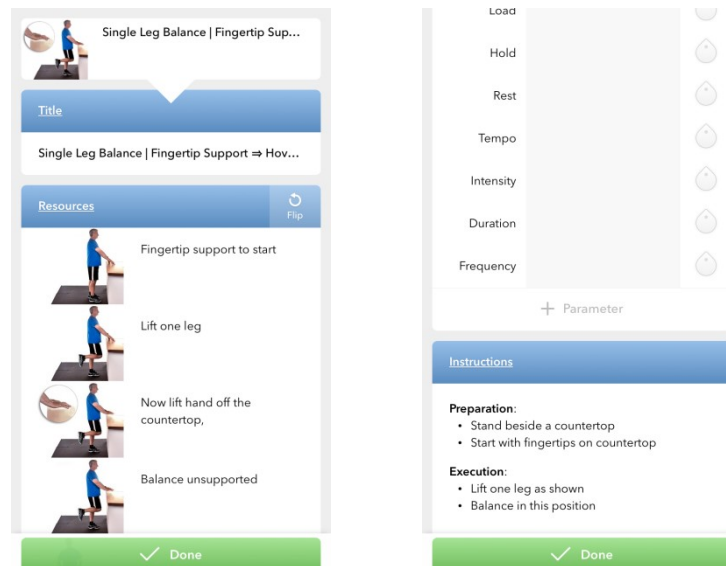 Single Leg Balance | Fingertip Sup...
Title
Single Leg Balance | Fingertip Support ⇒ Hov...
Resources
Flip
Fingertip support to start
Lift one leg
Now lift hand off the
countertop,
Balance unsupported
Done
Load
Hold
Rest
Tempo
Intensity
Duration
Frequency
+ Parameter
Instructions
Preparation:
• Stand beside a countertop
• Start with fingertips on countertop
Execution:
• Lift one leg as shown
• Balance in this position
Done